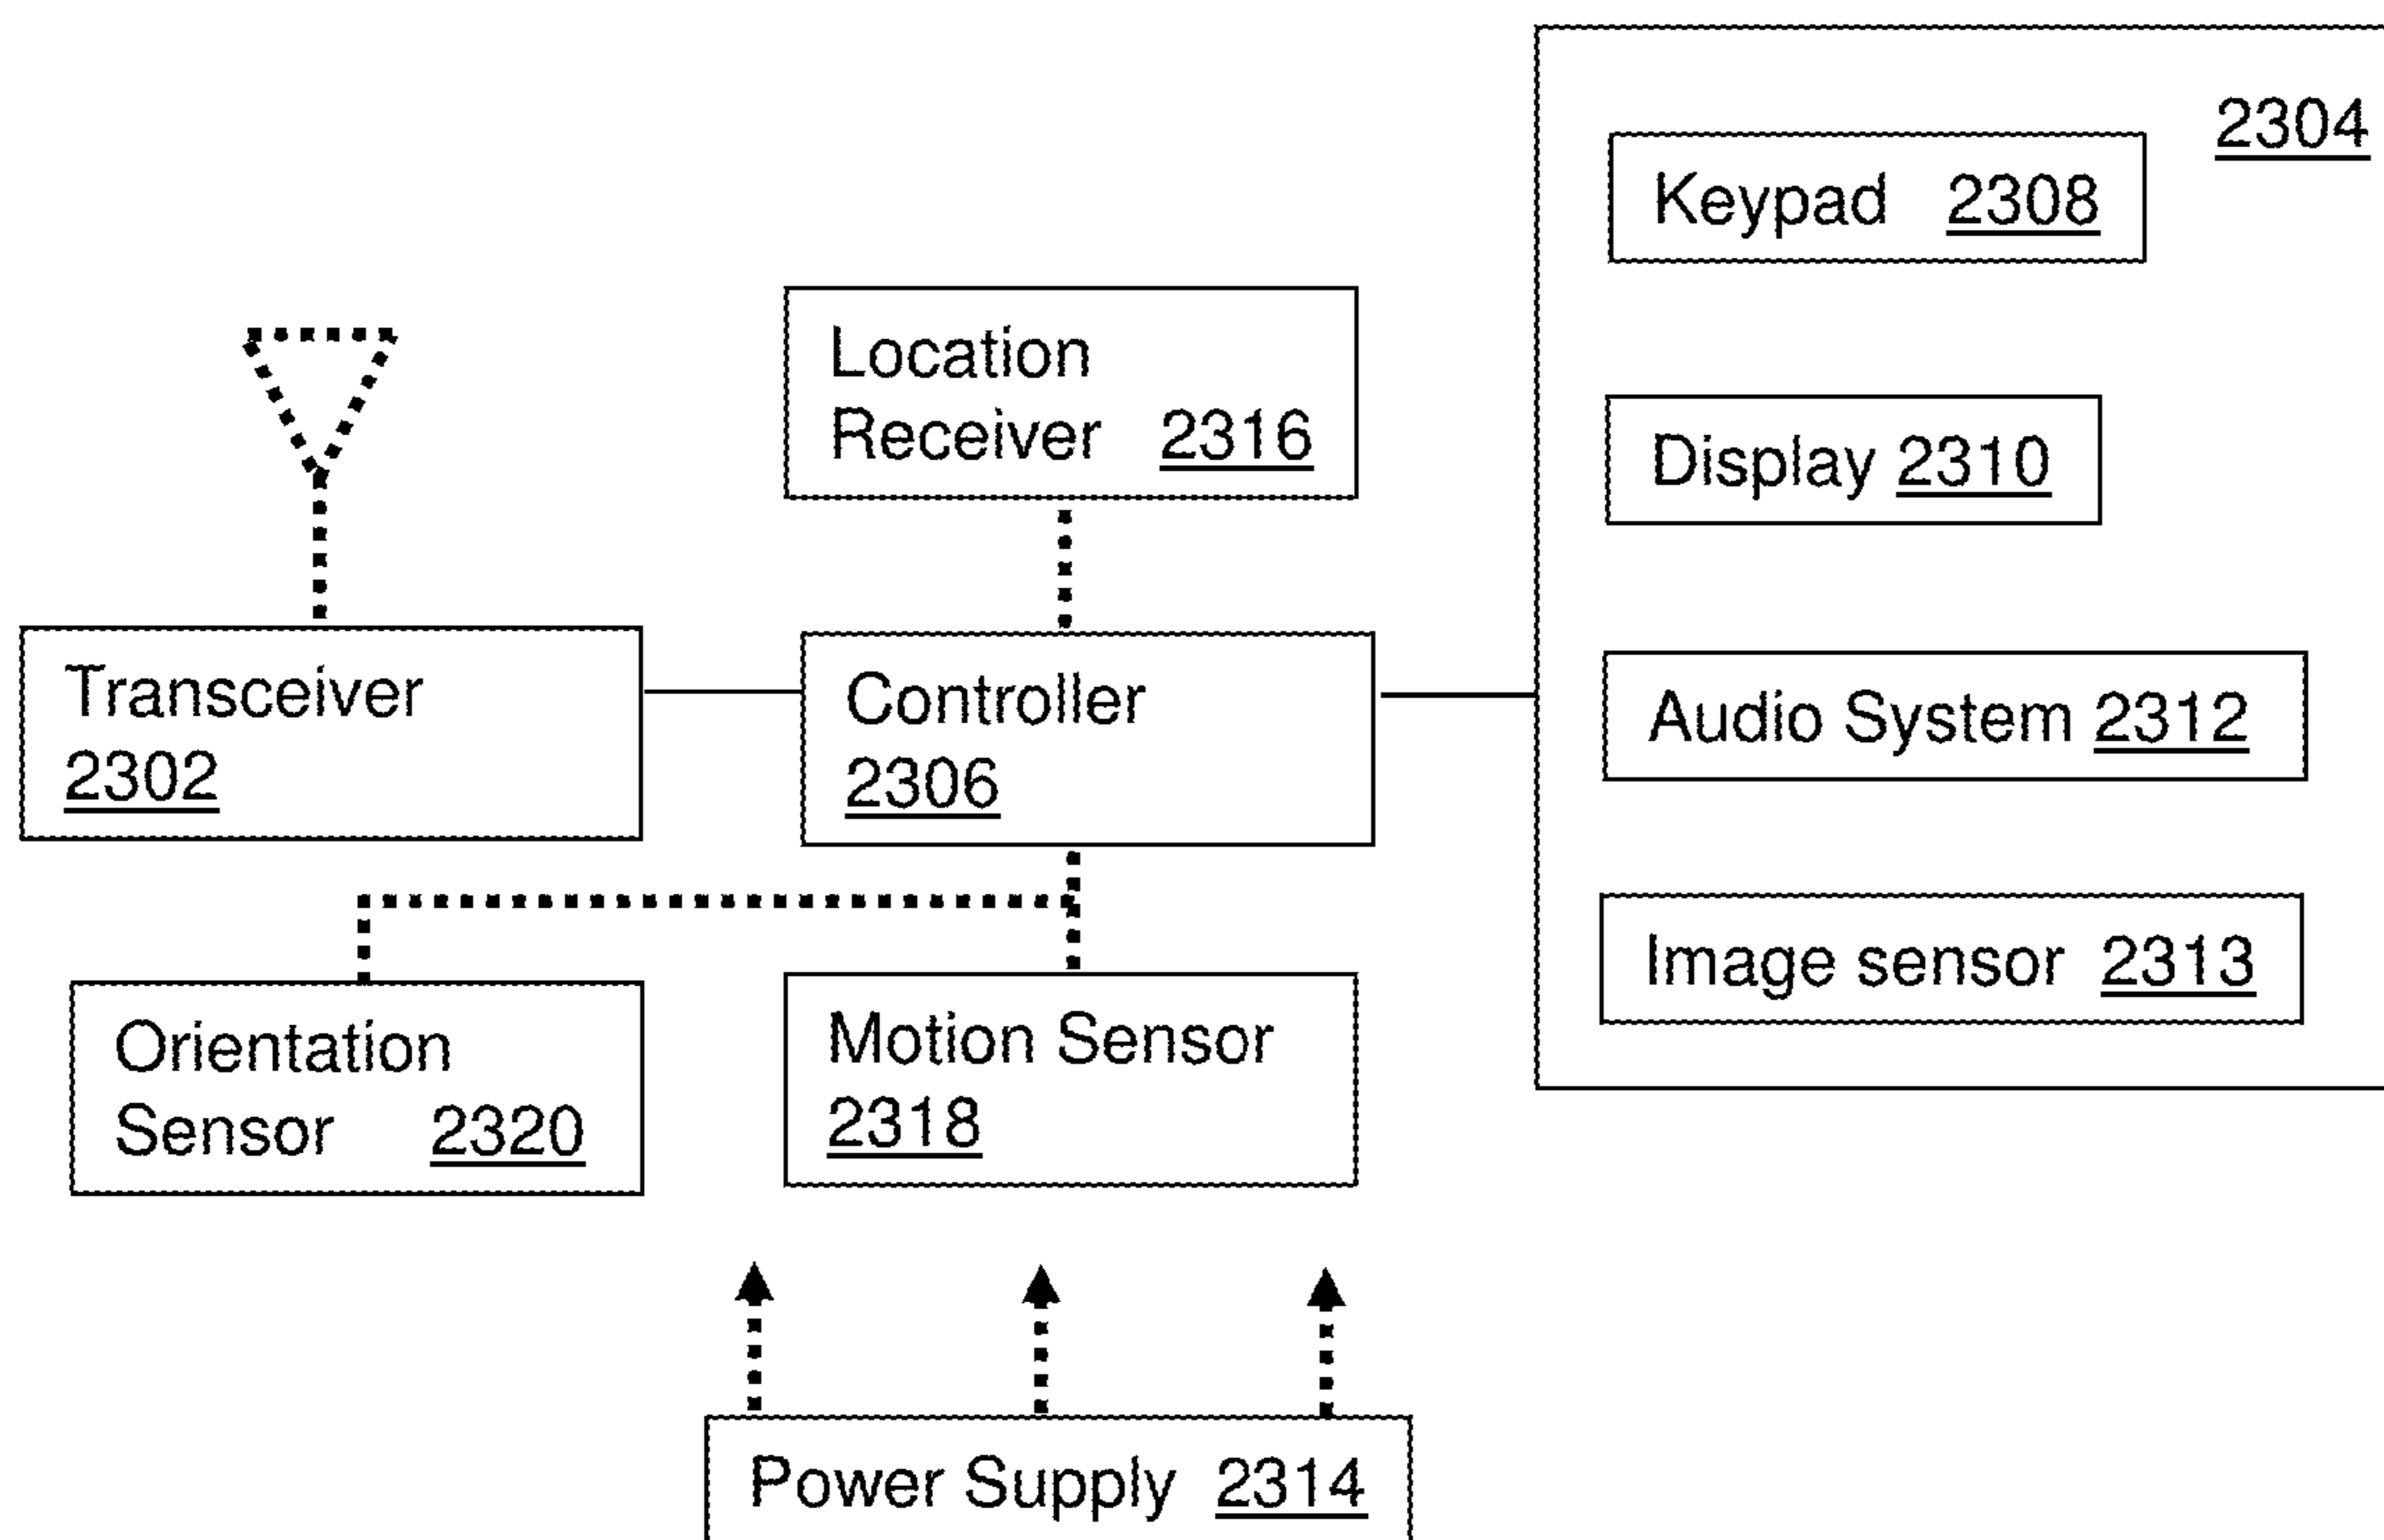 2304
Keypad 2308
Location
Receiver 2316
Display 2310
Transceiver
2302
Controller
2306
Audio System 2312
Image sensor 2313
Orientation
Sensor 2320
Motion Sensor
2318
Power Supply 2314